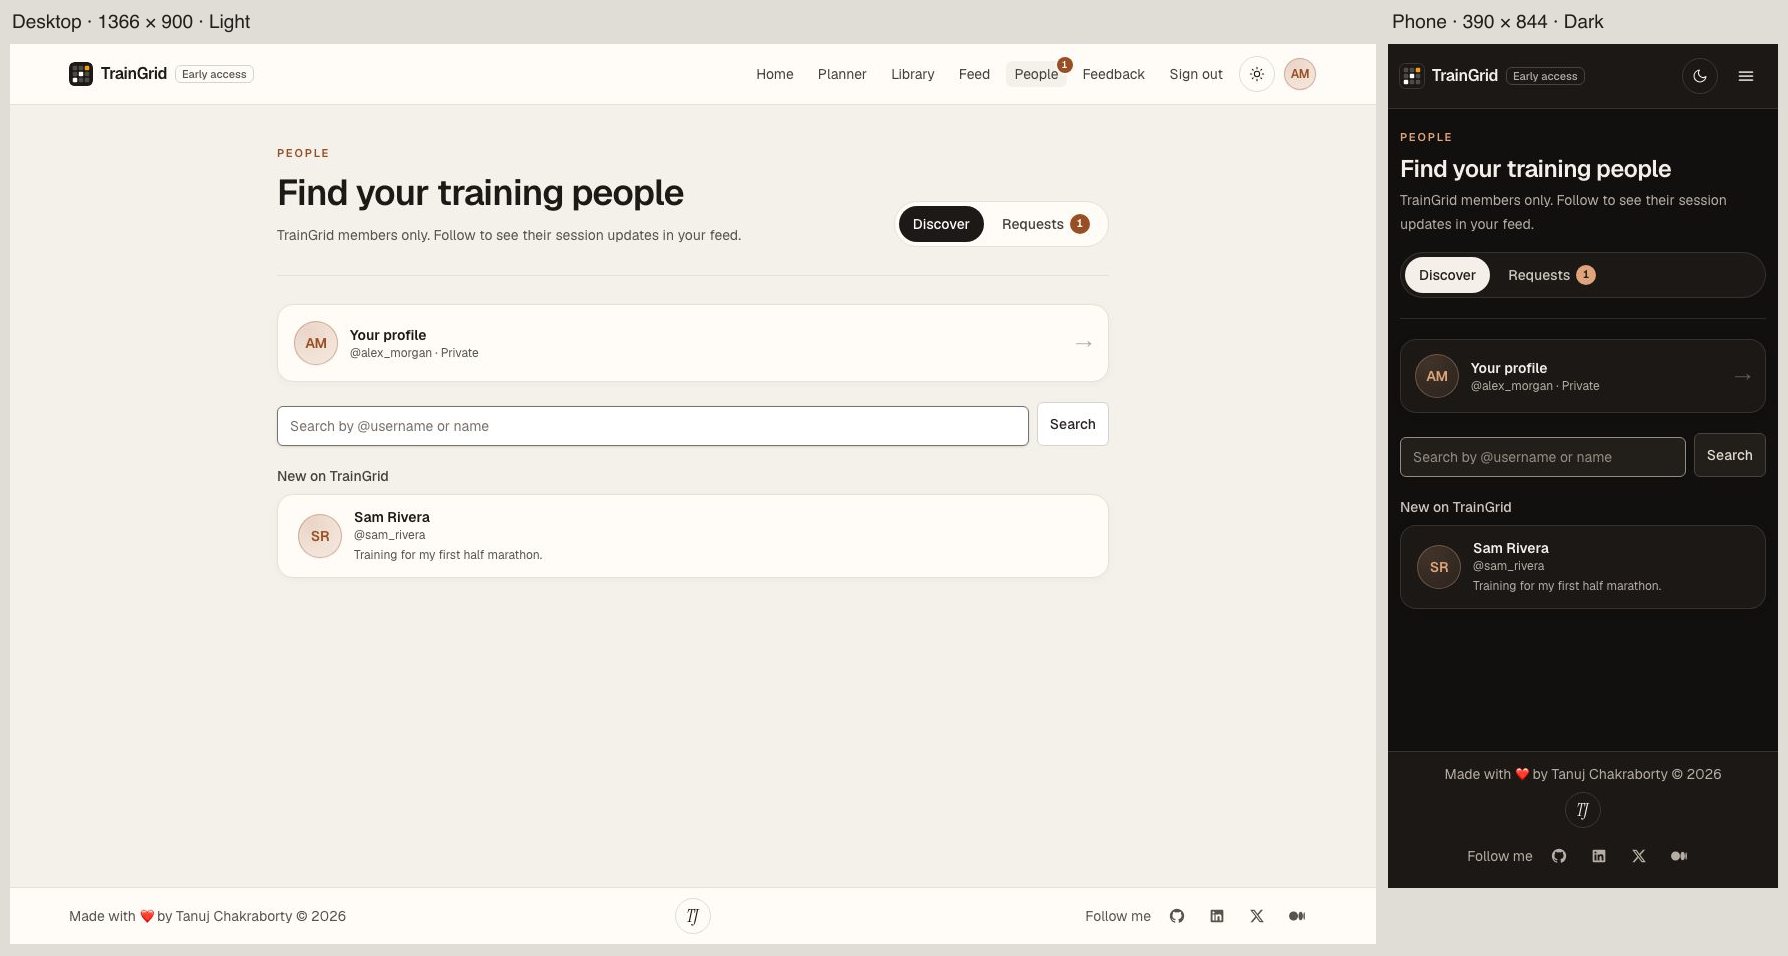 Desktop · 1366 × 900 · Light
TrainGrid Early access
Home Planner Library Feed People 1 Feedback Sign out AM
PEOPLE
Find your training people
TrainGrid members only. Follow to see their session updates in your feed.
Discover Requests 1
AM
Your profile
@alex_morgan · Private
→
Search by @username or name
Search
New on TrainGrid
SR
Sam Rivera
@sam_rivera
Training for my first half marathon.
Made with ❤️ by Tanuj Chakraborty © 2026
TJ
Follow me
Phone · 390 × 844 · Dark
TrainGrid Early access
PEOPLE
Find your training people
TrainGrid members only. Follow to see their session
updates in your feed.
Discover Requests 1
AM
Your profile
@alex_morgan · Private
→
Search by @username or name
Search
New on TrainGrid
SR
Sam Rivera
@sam_rivera
Training for my first half marathon.
Made with ❤️ by Tanuj Chakraborty © 2026
TJ
Follow me